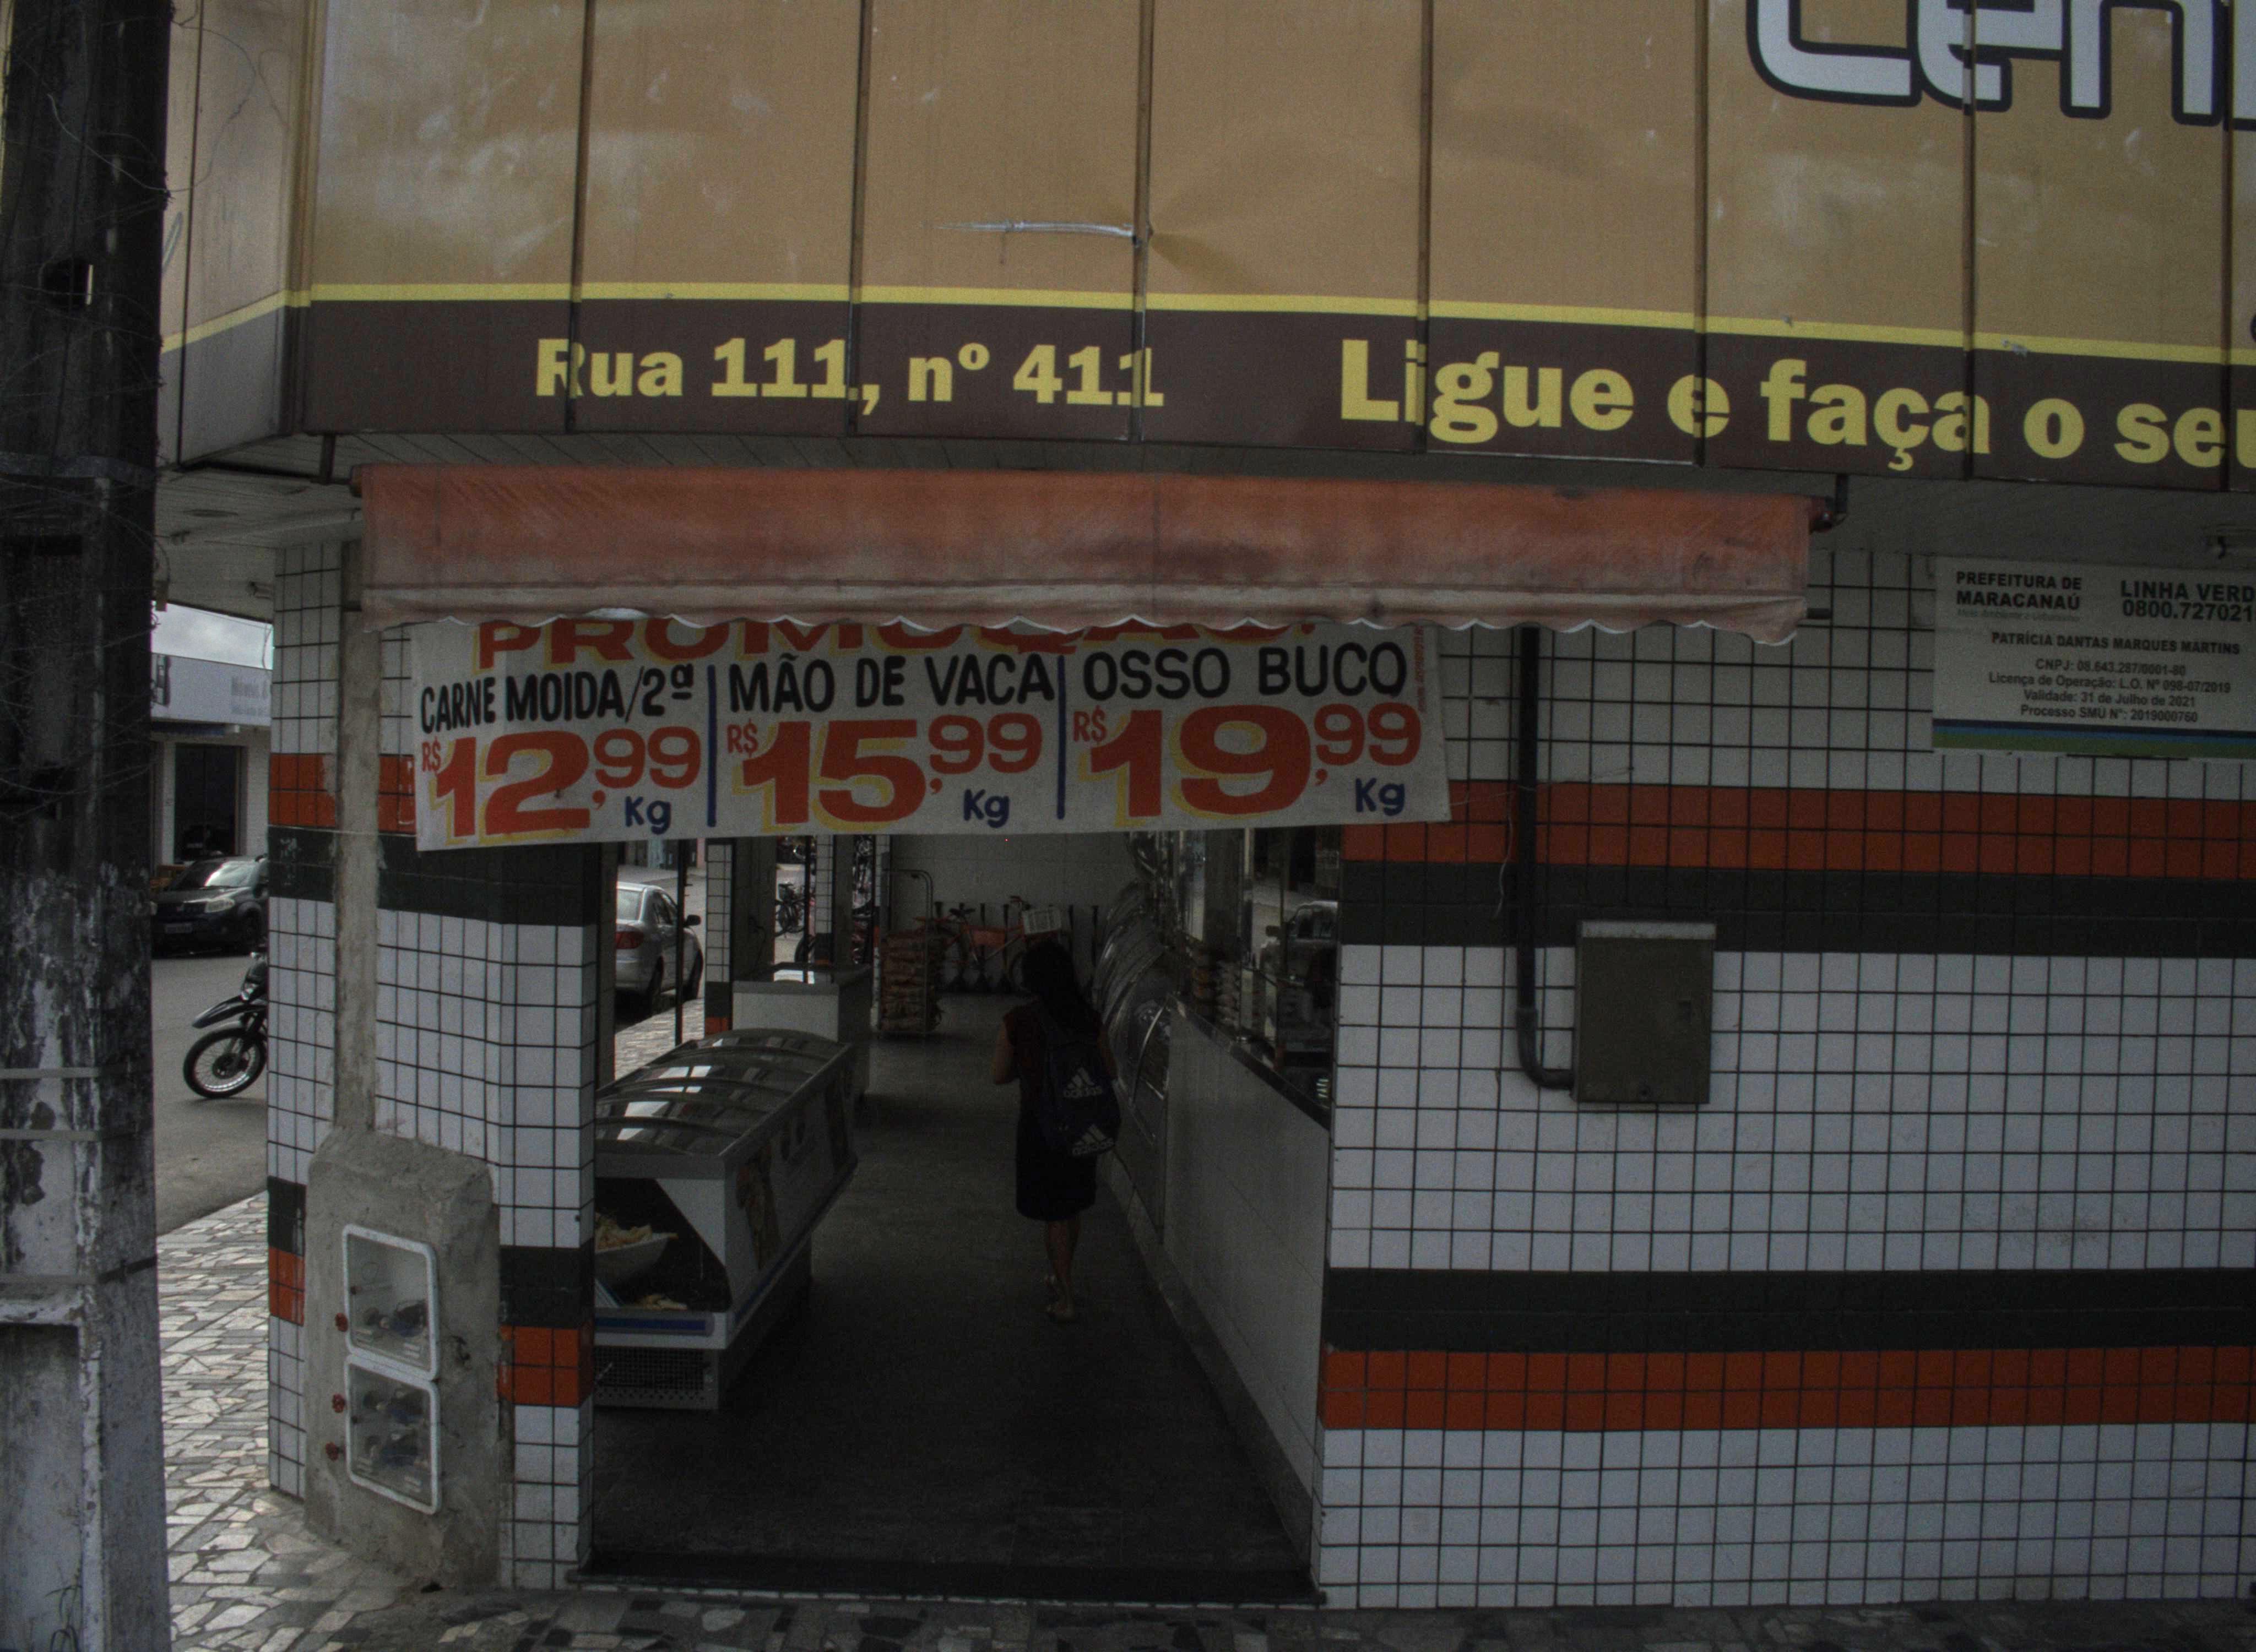 Cen
Rua 111, nº 411
Ligue e faça o seu
PROMOÇÃO!
CARNE MOIDA/2ª
R$ 12,99 Kg
MÃO DE VACA
R$ 15,99 Kg
OSSO BUCO
R$ 19,99 Kg
PREFEITURA DE
MARACANAÚ
LINHA VERD
0800.727021
PATRÍCIA DANTAS MARQUES MARTINS
CNPJ: 08.643.287/0001-80
Licença de Operação: L.O. Nº 098-07/2019
Validade: 31 de Julho de 2021
Processo SMU N°: 2019000760
adidas
adidas